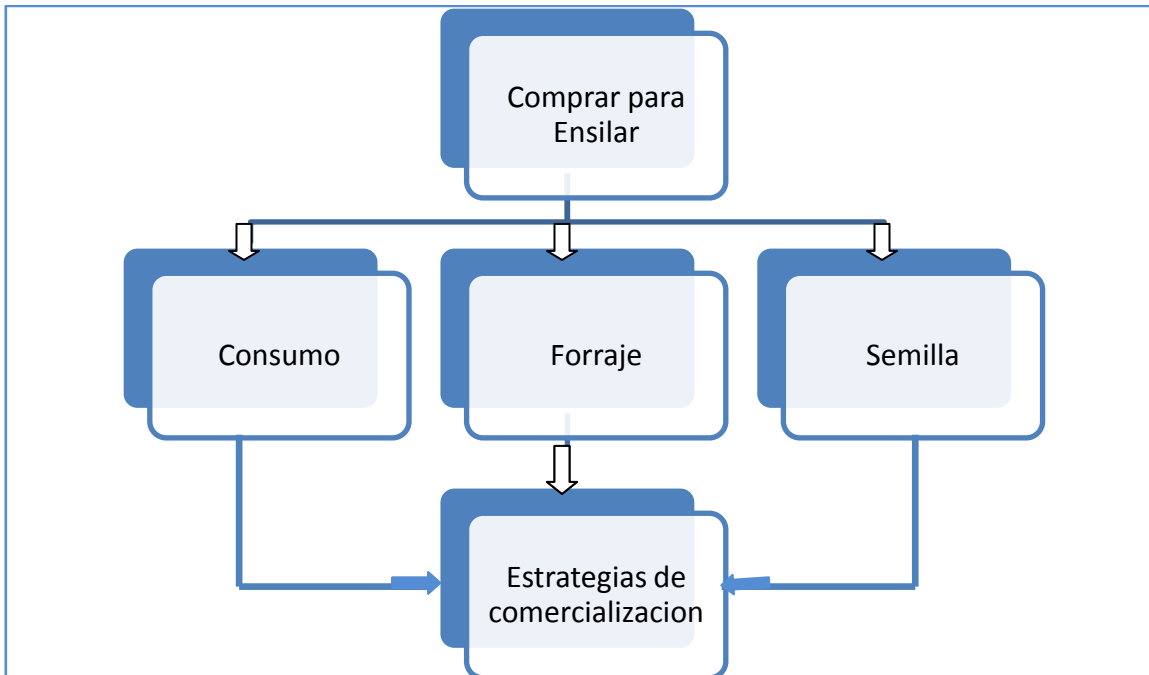 Comprar para
Ensilar
Consumo
Forraje
Semilla
Estrategias de
comercializacion